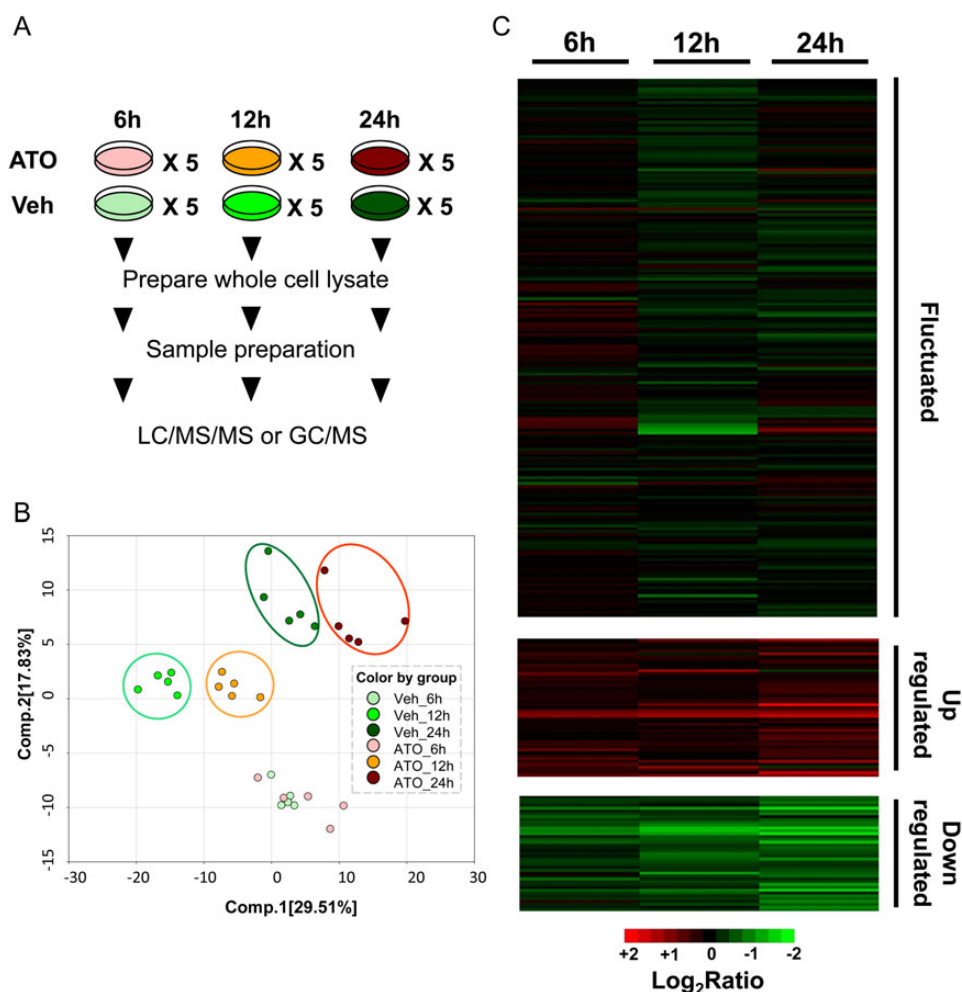 A
6h 12h 24h
ATO X 5 X 5 X 5
Veh X 5 X 5 X 5
Prepare whole cell lysate
Sample preparation
LC/MS/MS or GC/MS
B
15
10
5
0
-5
-10
-15
Comp.2[17.83%]
-30 -20 -10 0 10 20 30
Comp.1[29.51%]
Color by group
Veh_6h
Veh_12h
Veh_24h
ATO_6h
ATO_12h
ATO_24h
C
6h 12h 24h
Fluctuated
Up
regulated
Down
regulated
+2 +1 0 -1 -2
Log2Ratio